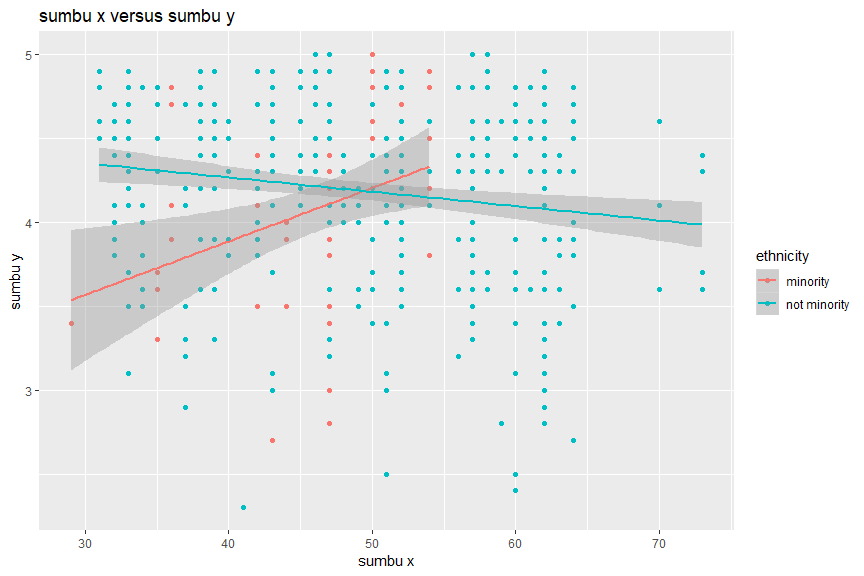 sumbu x versus sumbu y
sumbu y
5
4
3
30 40 50 60 70
sumbu x
ethnicity
minority
not minority